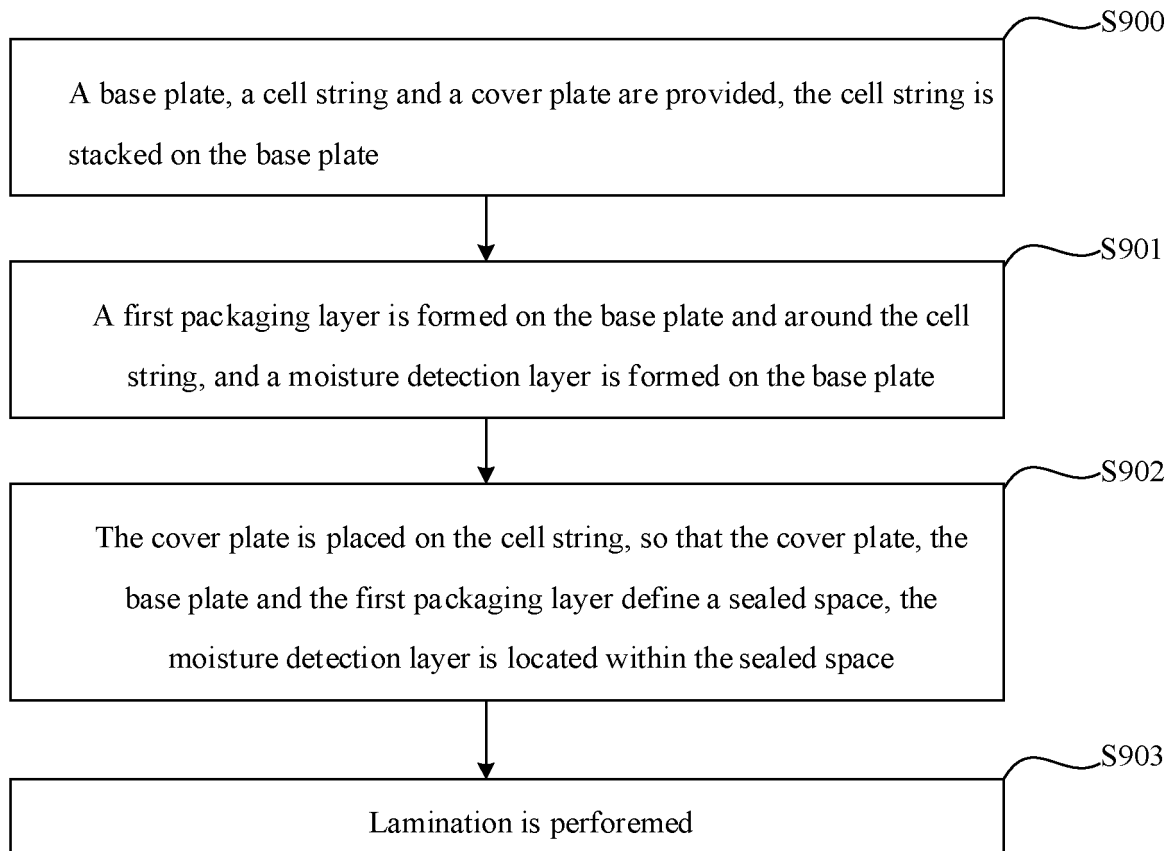 S900
A base plate, a cell string and a cover plate are provided, the cell string is
stacked on the base plate
S901
A first packaging layer is formed on the base plate and around the cell
string, and a moisture detection layer is formed on the base plate
S902
The cover plate is placed on the cell string, so that the cover plate, the
base plate and the first packaging layer define a sealed space, the
moisture detection layer is located within the sealed space
S903
Lamination is perforemed